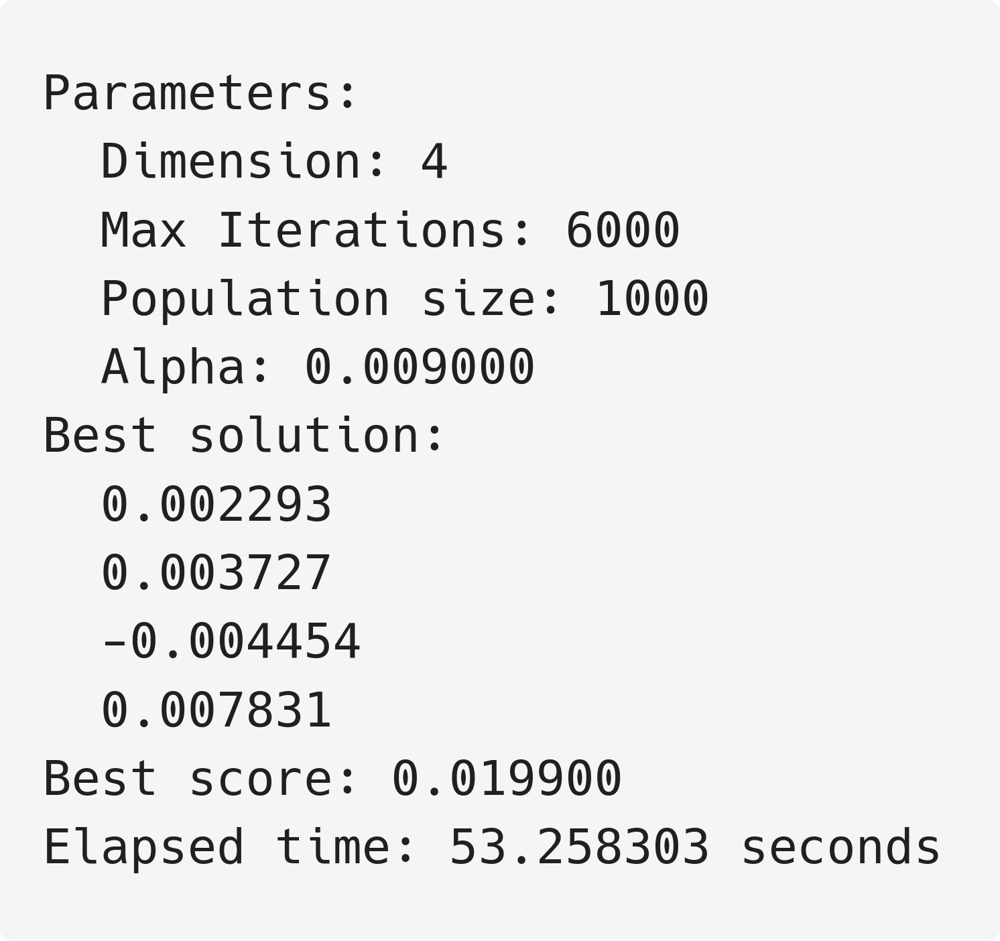 Parameters:
  Dimension: 4
  Max Iterations: 6000
  Population size: 1000
  Alpha: 0.009000
Best solution:
  0.002293
  0.003727
  -0.004454
  0.007831
Best score: 0.019900
Elapsed time: 53.258303 seconds